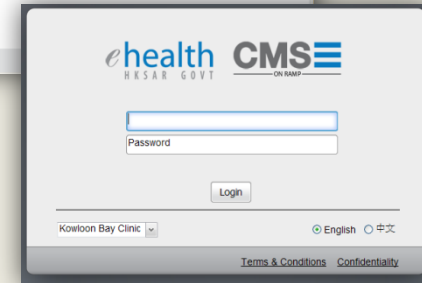 ehealth CMS
HKSAR GOVT ON RAMP
Password
Login
Kowloon Bay Clinic English 中文
Terms & Conditions Confidentiality